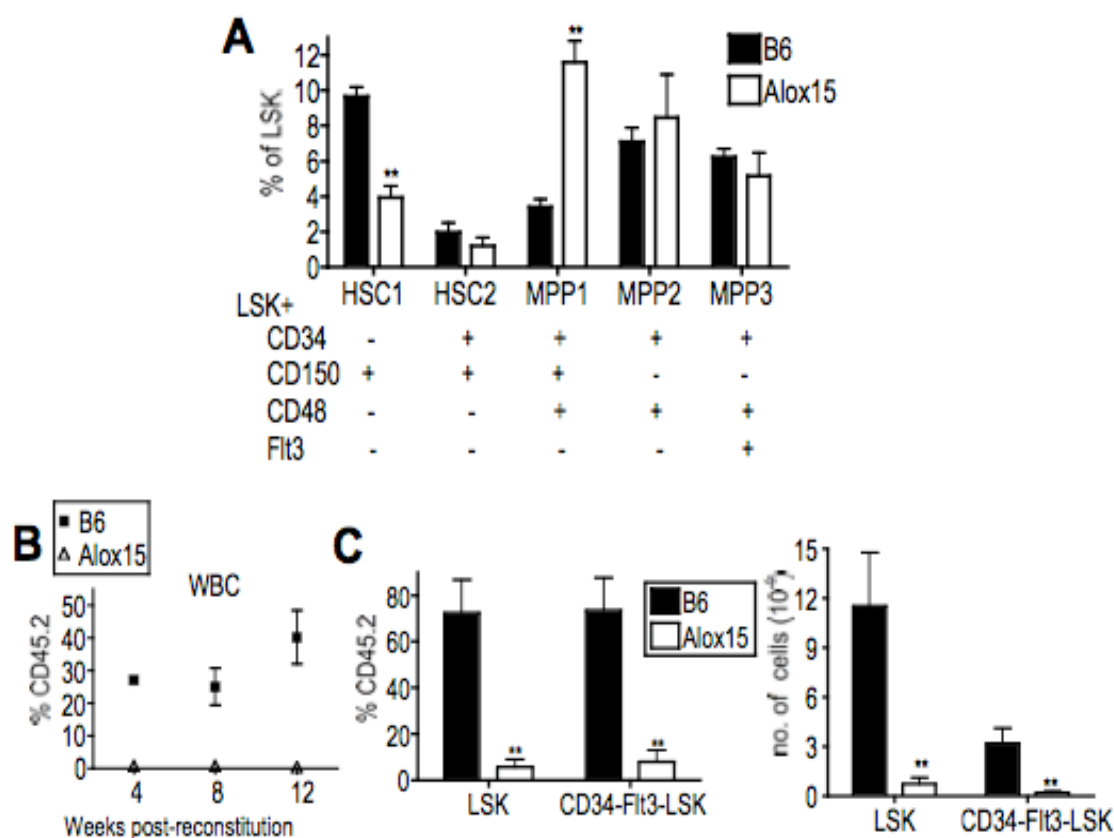 A
B6
Alox15
% of LSK
12
10
8
6
4
2
0
HSC1 HSC2 MPP1 MPP2 MPP3
** **
LSK+
CD34 - + + + +
CD150 + + + - -
CD48 - - + + +
Flt3 - - - - +
B
B6
Alox15
WBC
% CD45.2
50
40
30
20
10
0
4 8 12
Weeks post-reconstitution
C
B6
Alox15
% CD45.2
80
60
40
20
0
** **
LSK CD34-Flt3-LSK
no. of cells
15
12
9
6
3
0
** **
LSK CD34-Flt3-LSK